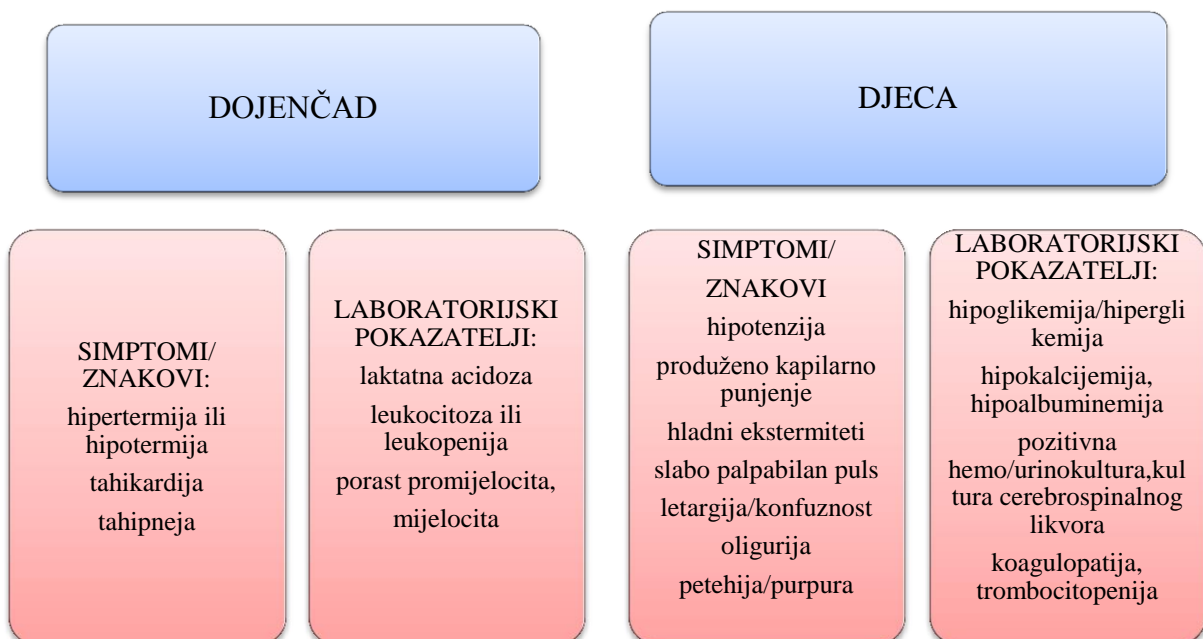 DOJENČAD
DJECA
SIMPTOMI/
ZNAKOVI:
hipertermija ili
hipotermija
tahikardija
tahipneja
LABORATORIJSKI
POKAZATELJI:
laktatna acidoza
leukocitoza ili
leukopenija
porast promijelocita,
mijelocita
SIMPTOMI/
ZNAKOVI
hipotenzija
produženo kapilarno
punjenje
hladni ekstermiteti
slabo palpabilan puls
letargija/konfuznost
oligurija
petehija/purpura
LABORATORIJSKI
POKAZATELJI:
hipoglikemija/hipergli
kemija
hipokalcijemija,
hipoalbuminemija
pozitivna
hemo/urinokultura,kul
tura cerebrospinalnog
likvora
koagulopatija,
trombocitopenija